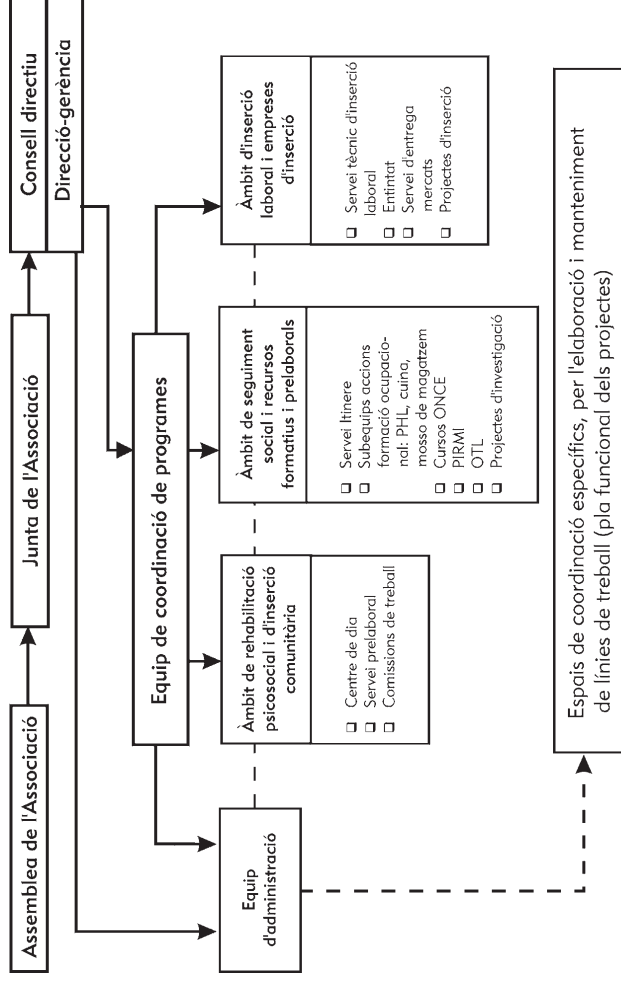 Assemblea de l'Associació
Junta de l'Associació
Consell directiu
Direcció-gerència
Equip de coordinació de programes
Equip
d'administració
Àmbit de rehabilitació
psicosocial i d'inserció
comunitària
❑ Centre de dia
❑ Servei prelaboral
❑ Comissions de treball
Àmbit de seguiment
social i recursos
formatius i prelaborals
❑ Servei Itinere
❑ Subequips accions
formació ocupacio-
nal: PHL, cuina,
mosso de magatzem
❑ Cursos ONCE
❑ PIRMI
❑ OTL
❑ Projectes d'investigació
Àmbit d'inserció
laboral i empreses
d'inserció
❑ Servei tècnic d'inserció
laboral
❑ Entintat
❑ Servei d'entrega
mercats
❑ Projectes d'inserció
Espais de coordinació específics, per l'elaboració i manteniment
de línies de treball (pla funcional dels projectes)